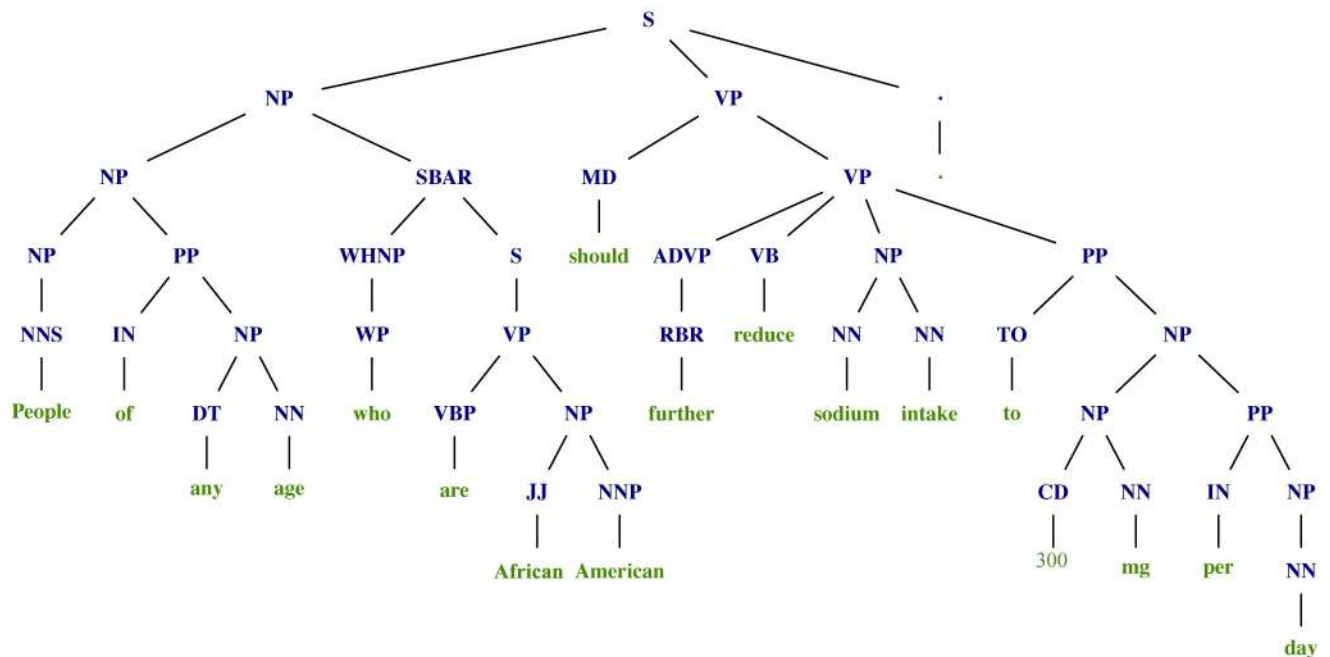 S
NP VP .
NP SBAR MD VP .
NP PP WHNP S should ADVP VB NP PP
NNS IN NP WP VP RBR reduce NN NN TO NP
People of DT NN who VBP NP further sodium intake to NP PP
any age are JJ NNP CD NN IN NP
African American 300 mg per NN
day